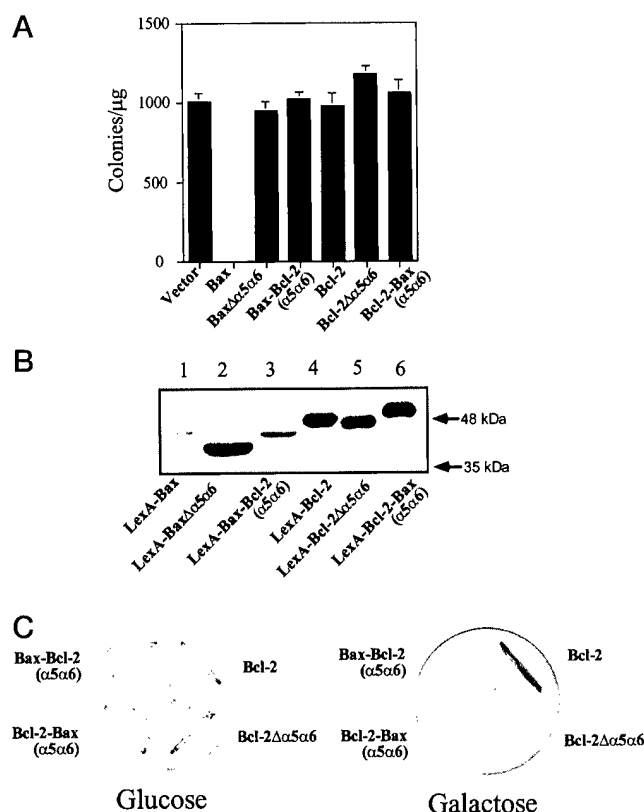 A
Colonies/µg
1500
1000
500
0
Vector
Bax
BaxΔα5α6
Bax-Bcl-2
(α5α6)
Bcl-2
Bcl-2Δα5α6
Bcl-2-Bax
(α5α6)
B
1 2 3 4 5 6
48 kDa
35 kDa
LexA-Bax
LexA-BaxΔα5α6
LexA-Bax-Bcl-2
(α5α6)
LexA-Bcl-2
LexA-Bcl-2Δα5α6
LexA-Bcl-2-Bax
(α5α6)
C
Bax-Bcl-2
(α5α6)
Bcl-2
Bcl-2-Bax
(α5α6)
Bcl-2Δα5α6
Glucose
Bax-Bcl-2
(α5α6)
Bcl-2
Bcl-2-Bax
(α5α6)
Bcl-2Δα5α6
Galactose